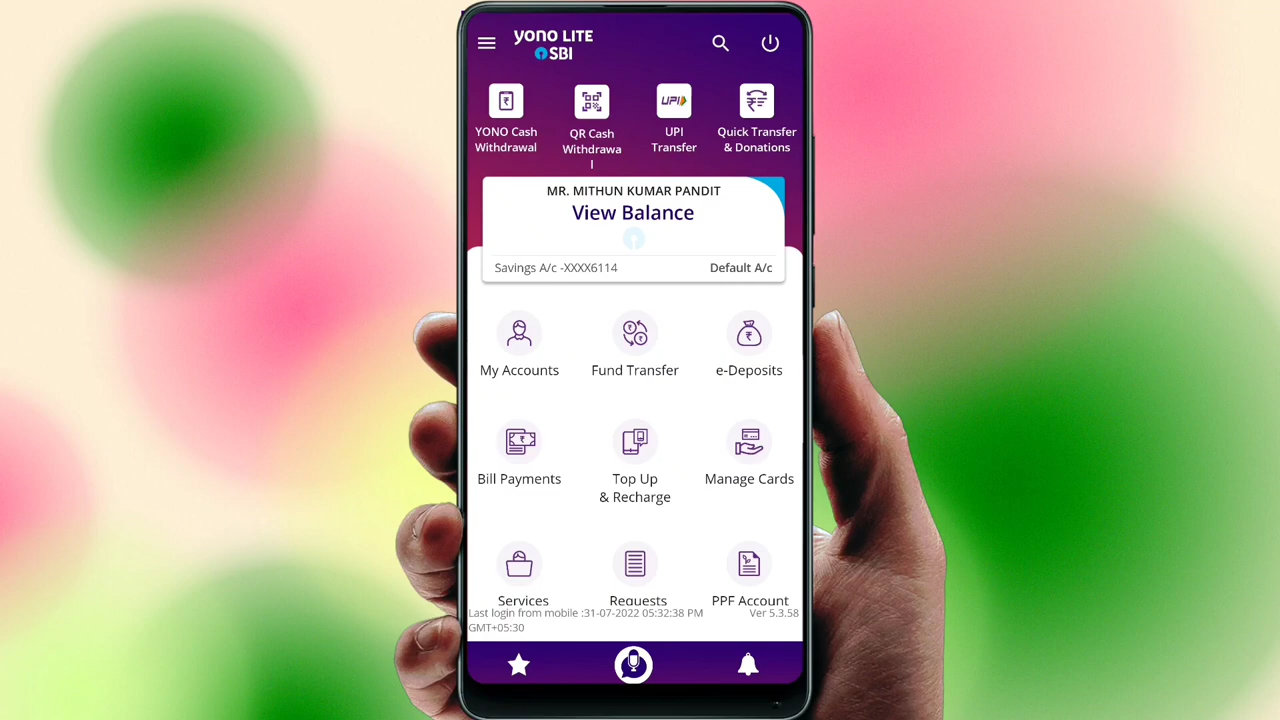 yono LITE
SBI
UPI
YONO Cash
Withdrawal
QR Cash
Withdrawa
l
UPI
Transfer
Quick Transfer
& Donations
MR. MITHUN KUMAR PANDIT
View Balance
Savings A/c -XXXX6114
Default A/c
My Accounts
Fund Transfer
e-Deposits
Bill Payments
Top Up
& Recharge
Manage Cards
Services
Requests
PPF Account
Last login from mobile :31-07-2022 05:32:38 PM
GMT+05:30
Ver 5.3.58